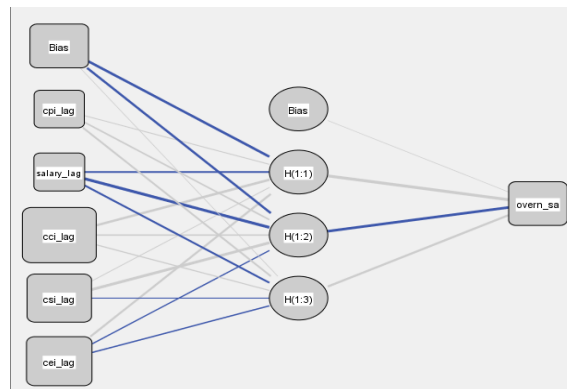 Bias
cpi_lag
salary_lag
cci_lag
csi_lag
cei_lag
Bias
H(1:1)
H(1:2)
H(1:3)
overn_sa